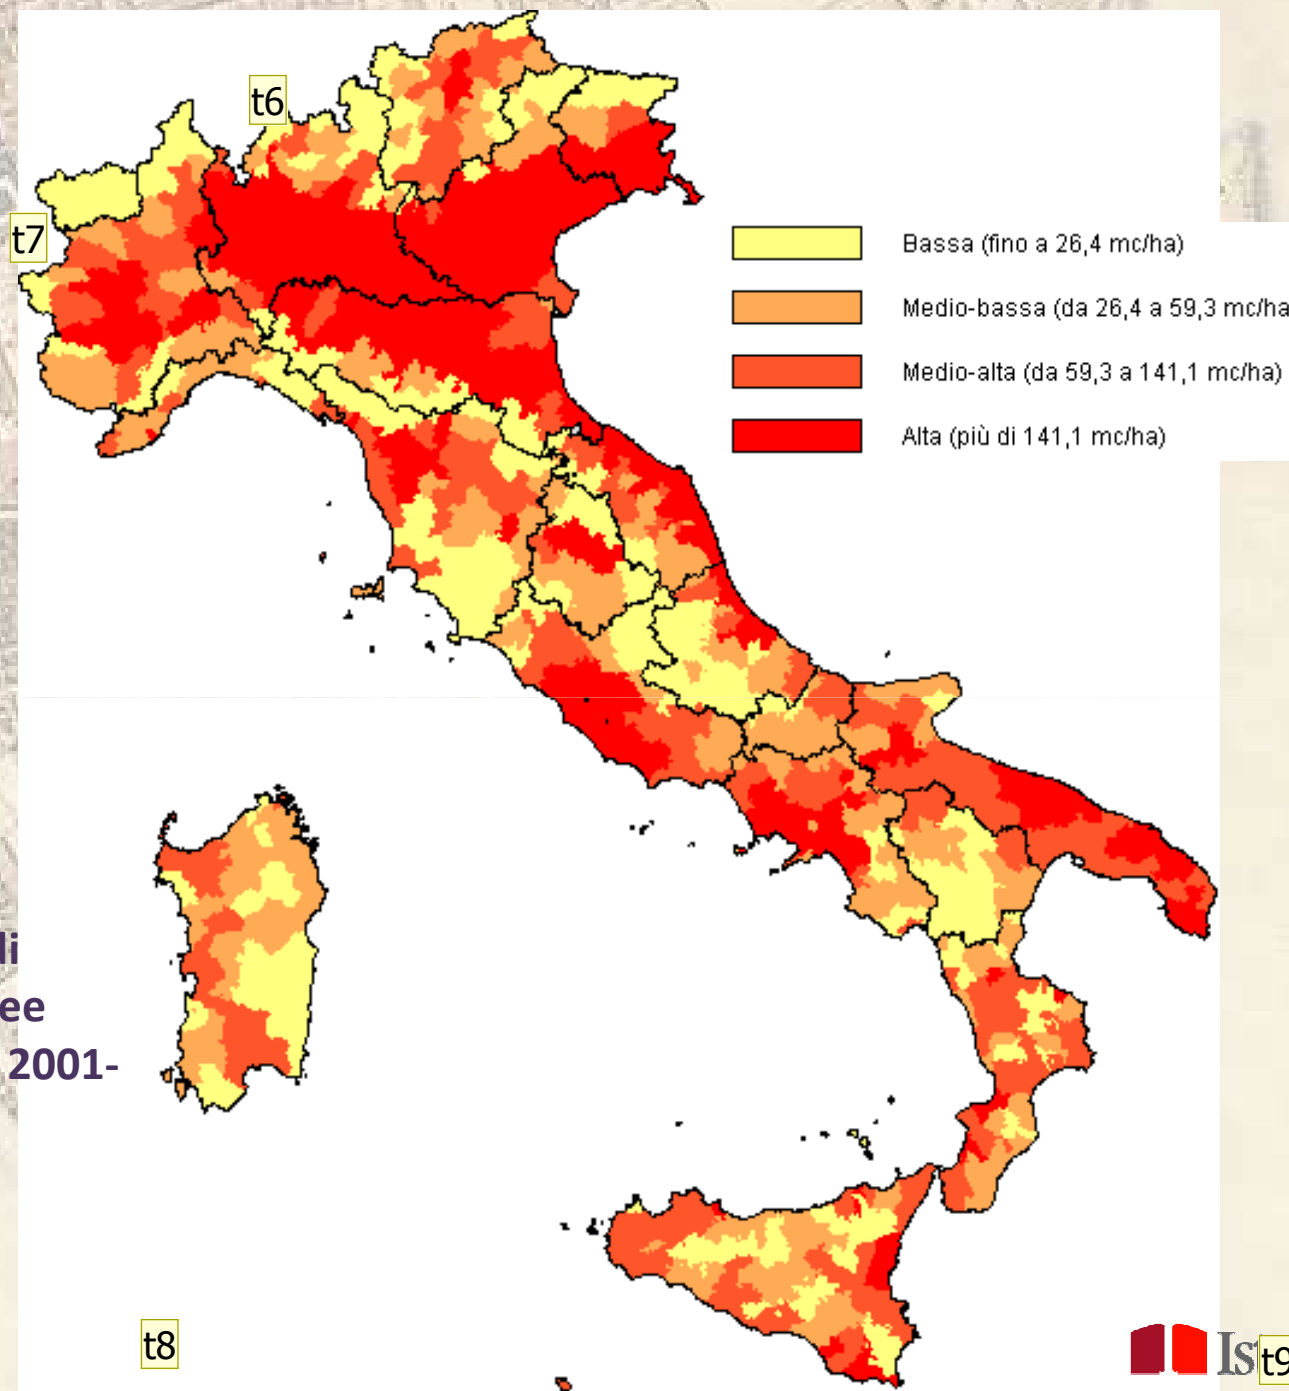 t6
t7
Bassa (fino a 26,4 mc/ha)
Medio-bassa (da 26,4 a 59,3 mc/ha
Medio-alta (da 59,3 a 141,1 mc/ha)
Alta (più di 141,1 mc/ha)
di
ee
2001-
t8
Ist
t9